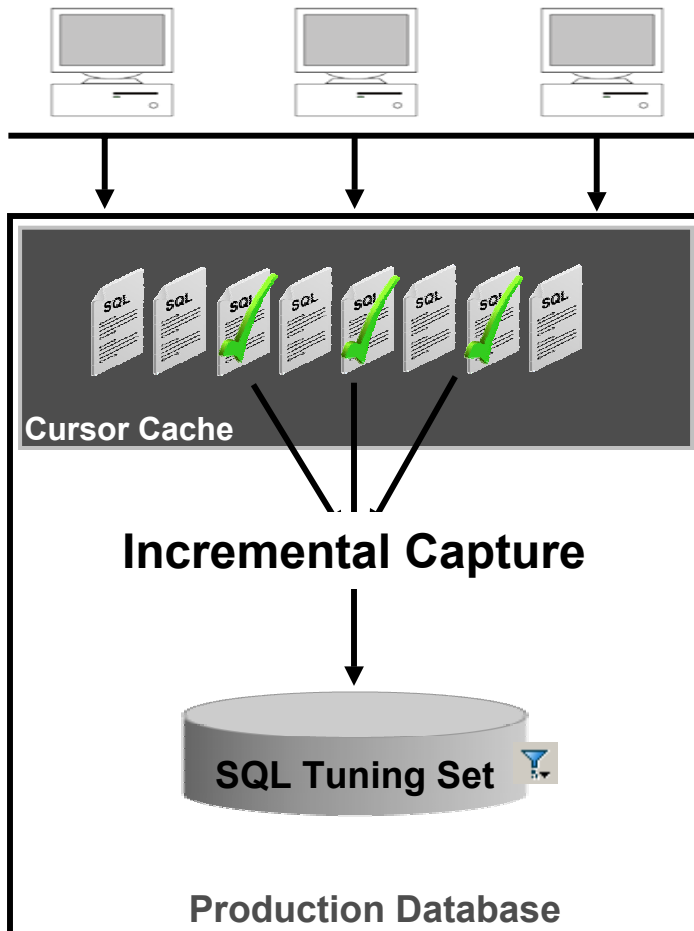 SQL SQL SQL SQL SQL SQL SQL SQL
Cursor Cache
Incremental Capture
SQL Tuning Set
Production Database